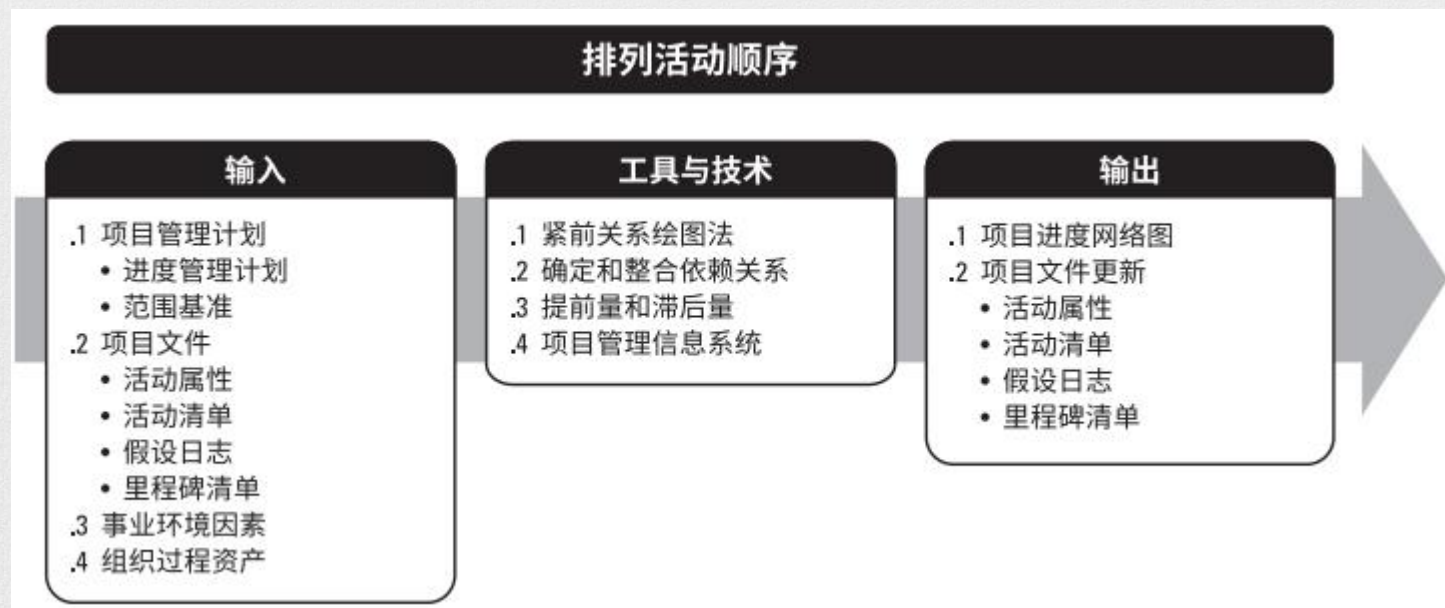 排列活动顺序
输入
.1 项目管理计划
• 进度管理计划
• 范围基准
.2 项目文件
• 活动属性
• 活动清单
• 假设日志
• 里程碑清单
.3 事业环境因素
.4 组织过程资产
工具与技术
.1 紧前关系绘图法
.2 确定和整合依赖关系
.3 提前量和滞后量
.4 项目管理信息系统
输出
.1 项目进度网络图
.2 项目文件更新
• 活动属性
• 活动清单
• 假设日志
• 里程碑清单